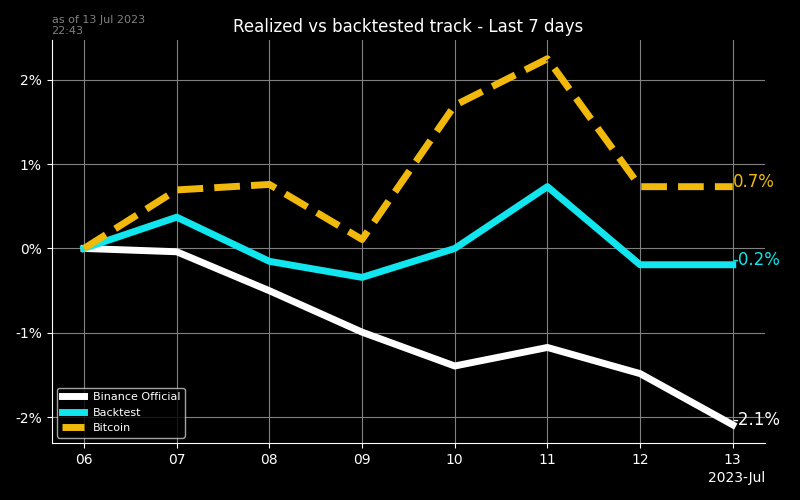 as of 13 Jul 2023
22:43
Realized vs backtested track - Last 7 days
2%
1%
0%
-1%
-2%
0.7%
-0.2%
-2.1%
Binance Official
Backtest
Bitcoin
06 07 08 09 10 11 12 13
2023-Jul